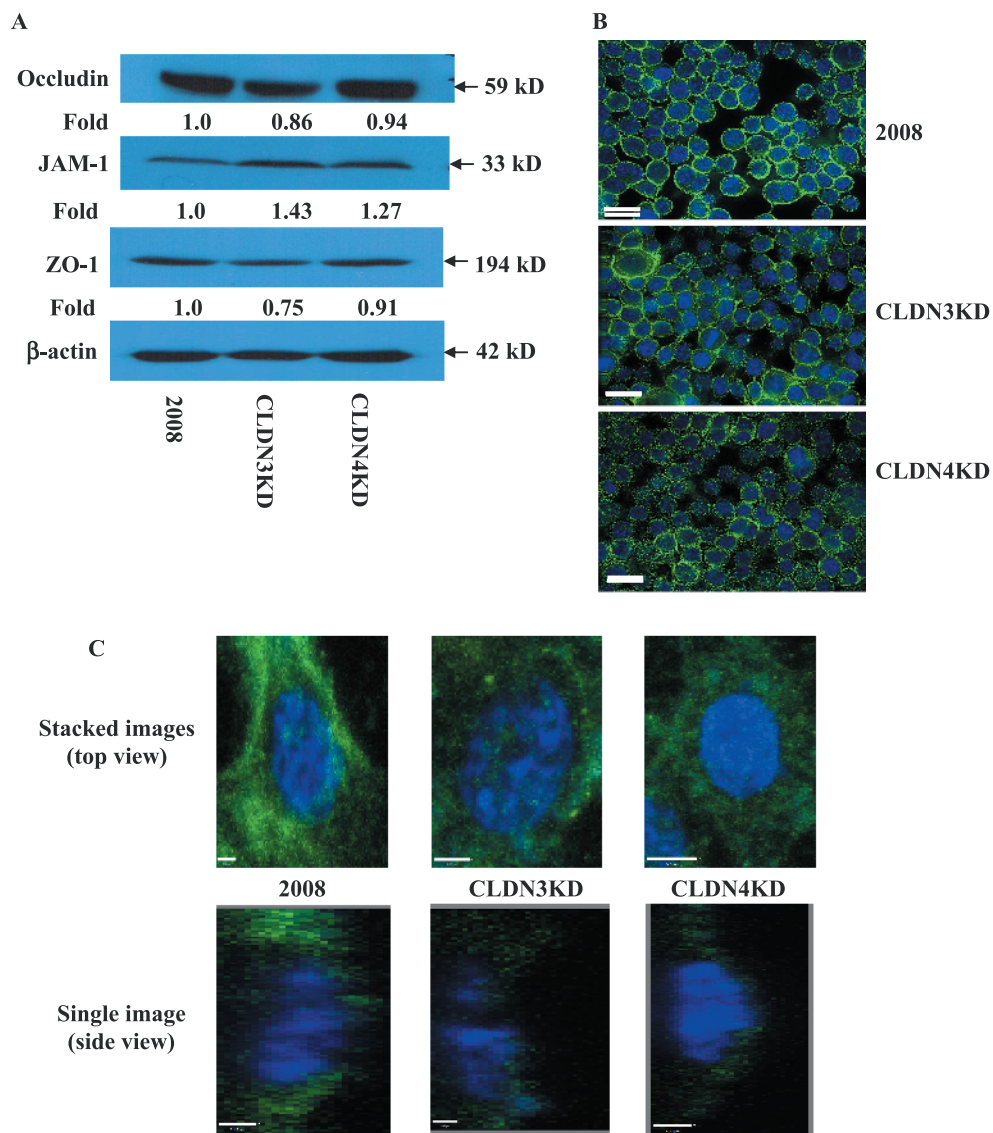 A
Occludin
← 59 kD
Fold 1.0 0.86 0.94
JAM-1
← 33 kD
Fold 1.0 1.43 1.27
ZO-1
← 194 kD
Fold 1.0 0.75 0.91
β-actin
← 42 kD
2008
CLDN3KD
CLDN4KD
B
2008
CLDN3KD
CLDN4KD
C
Stacked images
(top view)
2008
CLDN3KD
CLDN4KD
Single image
(side view)